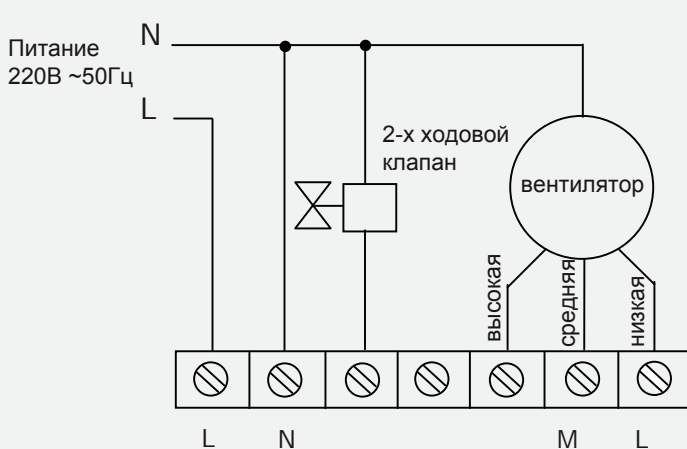 N
Питание
220В ~50Гц
L
2-х ходовой
клапан
вентилятор
высокая
средняя
низкая
L
N
M
L